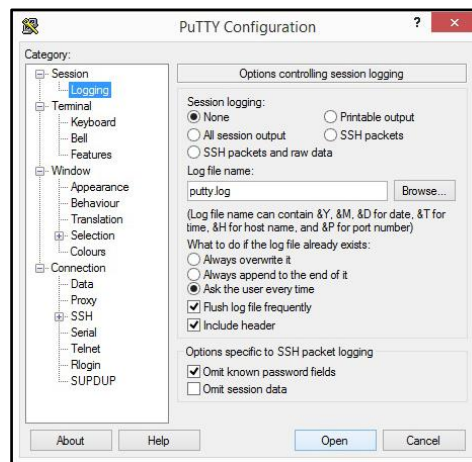 PuTTY Configuration
? x
Category:
Session
Logging
Terminal
Keyboard
Bell
Features
Window
Appearance
Behaviour
Translation
Selection
Colours
Connection
Data
Proxy
SSH
Serial
Telnet
Rlogin
SUPDUP
Options controlling session logging
Session logging:
None
Printable output
All session output
SSH packets
SSH packets and raw data
Log file name:
putty.log
Browse...
(Log file name can contain &Y, &M, &D for date, &T for
time, &H for host name, and &P for port number)
What to do if the log file already exists:
Always overwrite it
Always append to the end of it
Ask the user every time
Flush log file frequently
Include header
Options specific to SSH packet logging
Omit known password fields
Omit session data
About
Help
Open
Cancel